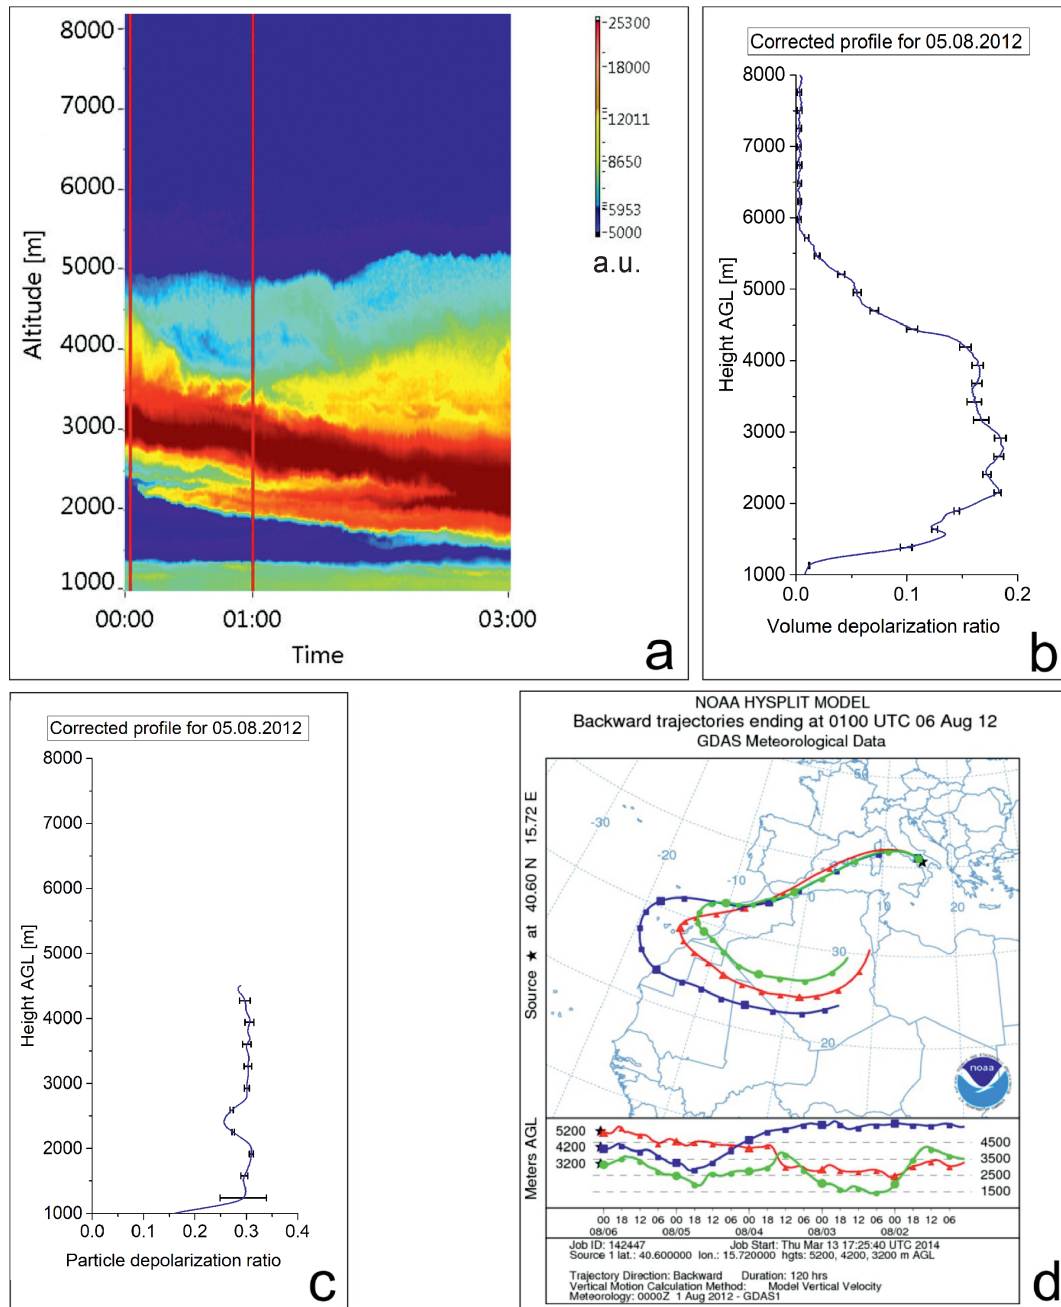 8000
7000
6000
5000
4000
3000
2000
1000
Altitude [m]
00:00
01:00
03:00
Time
25300
18000
12011
8650
5953
5000
a.u.
a
Corrected profile for 05.08.2012
8000
7000
6000
5000
4000
3000
2000
1000
Height AGL [m]
0.0
0.1
0.2
Volume depolarization ratio
b
Corrected profile for 05.08.2012
8000
7000
6000
5000
4000
3000
2000
1000
Height AGL [m]
0.0
0.1
0.2
0.3
0.4
Particle depolarization ratio
c
NOAA HYSPLIT MODEL
Backward trajectories ending at 0100 UTC 06 Aug 12
GDAS Meteorological Data
Source ★ at 40.60 N 15.72 E
50
-30
-20
-10
0
10
20
30
20
noaa
Meters AGL
5200
4200
3200
4500
3500
2500
1500
00 18 12 06 00 18 12 06 00 18 12 06 00 18 12 06 00 18 12 06
08/06 08/05 08/04 08/03 08/02
Job ID: 142447 Job Start: Thu Mar 13 17:25:40 UTC 2014
Source 1 lat.: 40.600000 lon.: 15.720000 hgts: 5200, 4200, 3200 m AGL
Trajectory Direction: Backward Duration: 120 hrs
Vertical Motion Calculation Method: Model Vertical Velocity
Meteorology: 0000Z 1 Aug 2012 - GDAS1
d